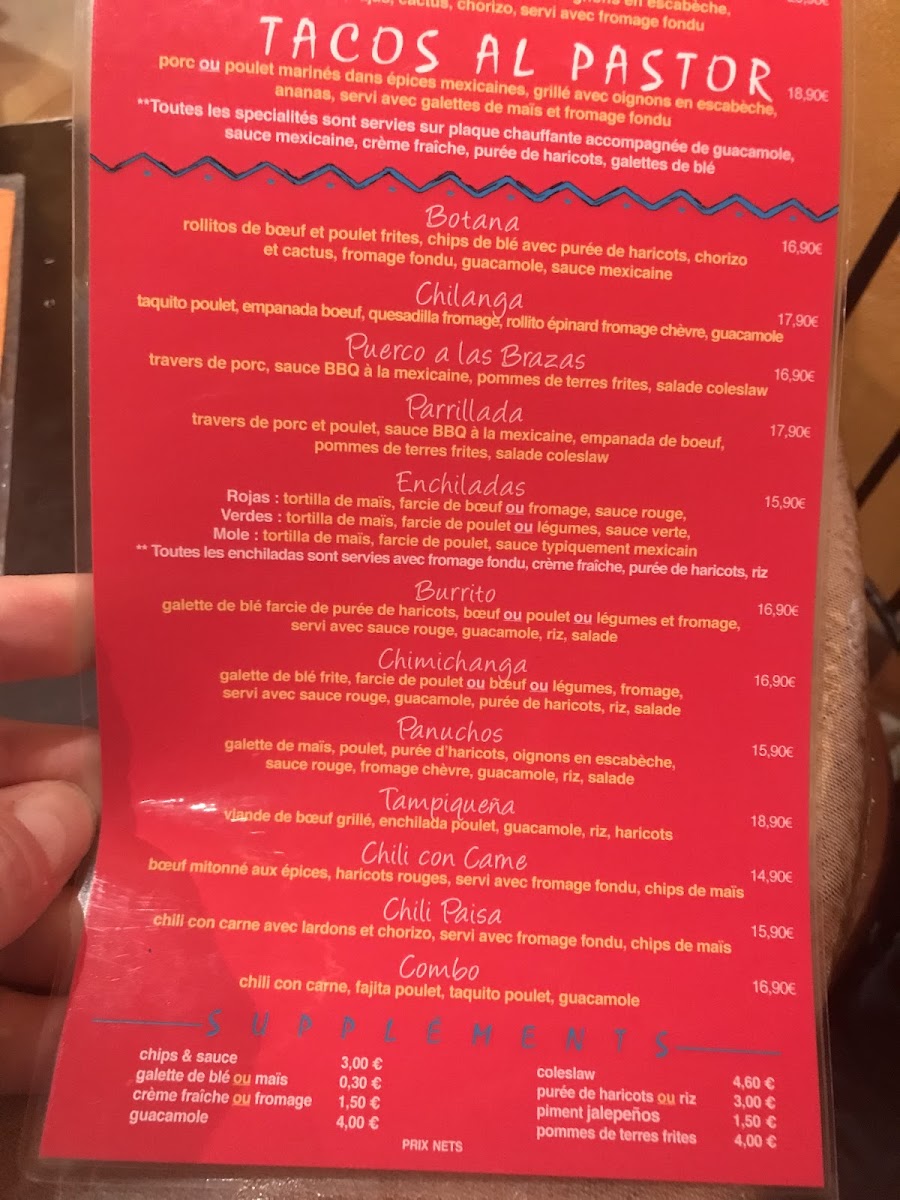 cactus, chorizo, servi avec fromage fondu
TACOS AL PASTOR
porc ou poulet marinés dans épices mexicaines, grillé avec oignons en escabèche, 18,90€
ananas, servi avec galettes de maïs et fromage fondu
**Toutes les specialités sont servies sur plaque chauffante accompagnée de guacamole,
sauce mexicaine, crème fraîche, purée de haricots, galettes de blé
Botana
rollitos de bœuf et poulet frites, chips de blé avec purée de haricots, chorizo 16,90€
et cactus, fromage fondu, guacamole, sauce mexicaine
Chilanga
taquito poulet, empanada boeuf, quesadilla fromage, rollito épinard fromage chèvre, guacamole 17,90€
Puerco a las Brazas
travers de porc, sauce BBQ à la mexicaine, pommes de terres frites, salade coleslaw 16,90€
Parrillada
travers de porc et poulet, sauce BBQ à la mexicaine, empanada de boeuf, 17,90€
pommes de terres frites, salade coleslaw
Enchiladas
Rojas : tortilla de maïs, farcie de bœuf ou fromage, sauce rouge, 15,90€
Verdes : tortilla de maïs, farcie de poulet ou légumes, sauce verte,
Mole : tortilla de maïs, farcie de poulet, sauce typiquement mexicain
** Toutes les enchiladas sont servies avec fromage fondu, crème fraîche, purée de haricots, riz
Burrito
galette de blé farcie de purée de haricots, bœuf ou poulet ou légumes et fromage, 16,90€
servi avec sauce rouge, guacamole, riz, salade
Chimichanga
galette de blé frite, farcie de poulet ou bœuf ou légumes, fromage, 16,90€
servi avec sauce rouge, guacamole, purée de haricots, riz, salade
Panuchos
galette de maïs, poulet, purée d'haricots, oignons en escabèche, 15,90€
sauce rouge, fromage chèvre, guacamole, riz, salade
Tampiqueña
viande de bœuf grillé, enchilada poulet, guacamole, riz, haricots 18,90€
Chili con Carne
bœuf mitonné aux épices, haricots rouges, servi avec fromage fondu, chips de maïs 14,90€
Chili Paisa
chili con carne avec lardons et chorizo, servi avec fromage fondu, chips de maïs 15,90€
Combo
chili con carne, fajita poulet, taquito poulet, guacamole 16,90€
SUPPLÉMENTS
chips & sauce 3,00 €
galette de blé ou maïs 0,30 €
crème fraîche ou fromage 1,50 €
guacamole 4,00 €
coleslaw 4,60 €
purée de haricots ou riz 3,00 €
piment jalepeños 1,50 €
pommes de terres frites 4,00 €
PRIX NETS